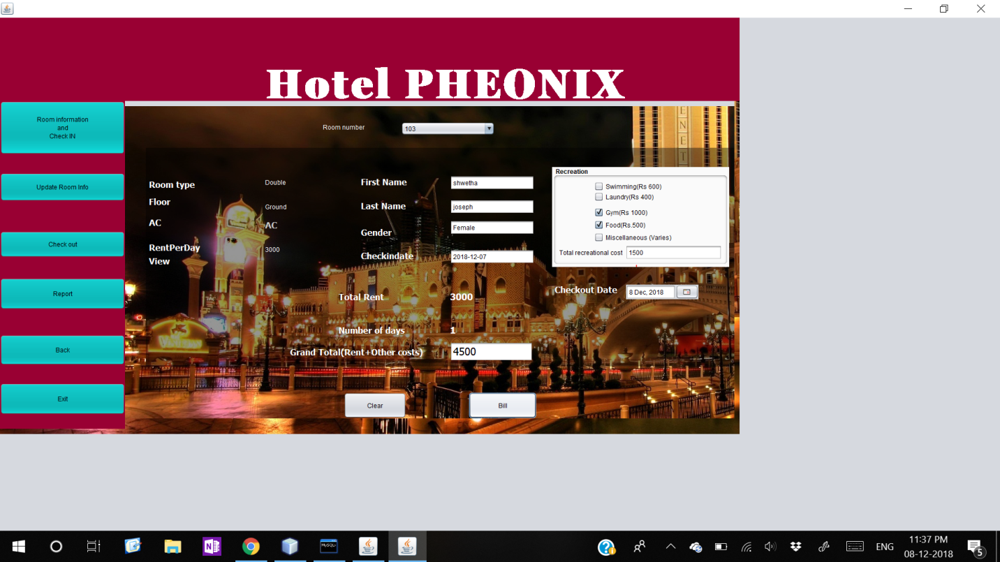 Hotel PHEONIX
Room information
and
Check IN
Update Room Info
Check out
Report
Back
Exit
Room number
103
Room type
Double
Floor
Ground
AC
AC
RentPerDay
3000
View
First Name
shwetha
Last Name
joseph
Gender
Female
Checkindate
2018-12-07
Total Rent
3000
Number of days
1
Grand Total(Rent+Other costs)
4500
Clear
Bill
Recreation
Swimming(Rs 600)
Laundry(Rs 400)
Gym(Rs 1000)
Food(Rs.500)
Miscellaneous (Varies)
Total recreational cost
1500
Checkout Date
8 Dec, 2018
ENG
11:37 PM
08-12-2018
5